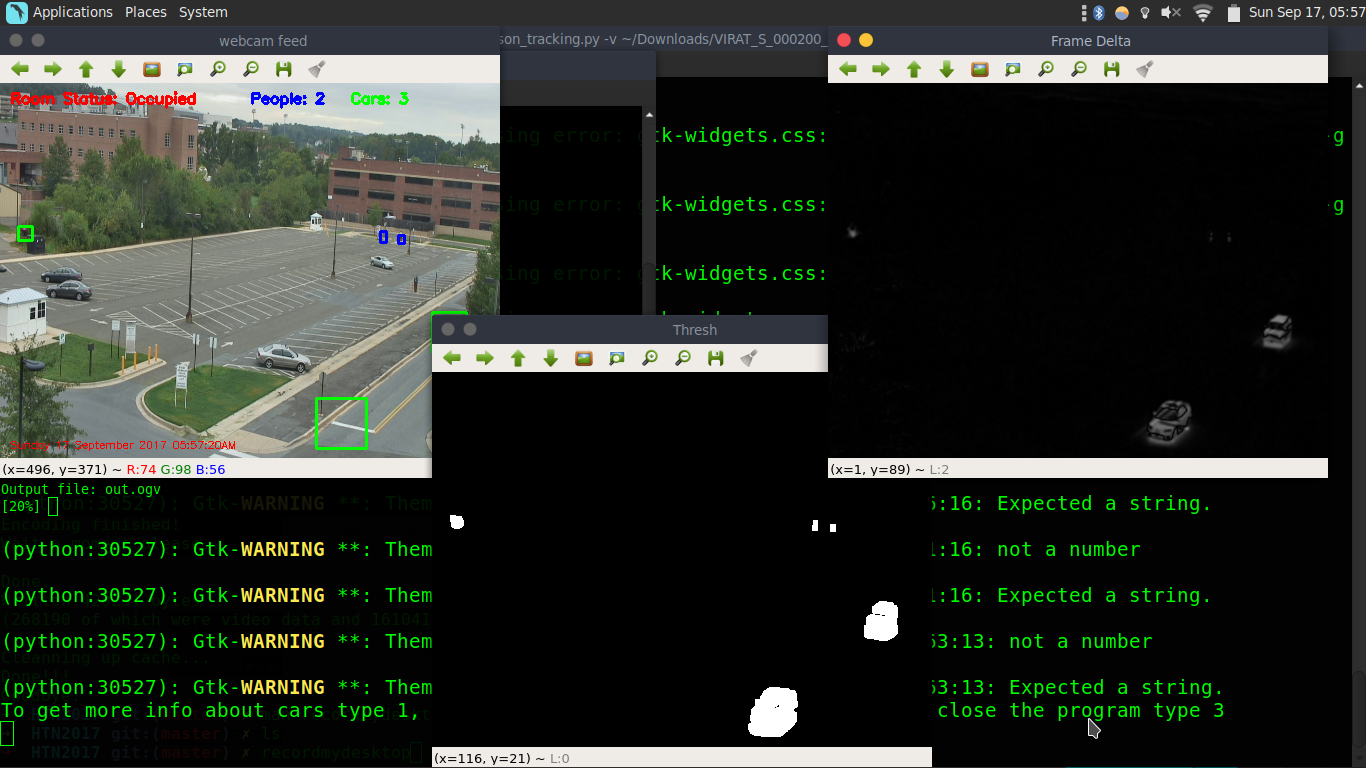 Applications Places System
Sun Sep 17, 05:57
webcam feed
son_tracking.py -v ~/Downloads/VIRAT_S_000200_
Frame Delta
Room Status: Occupied People: 2 Cars: 3
ing error: gtk-widgets.css: -g
ing error: gtk-widgets.css: -g
ing error: gtk-widgets.css:
Thresh
September 2017 05:57:20AM
(x=496, y=371) ~ R:74 G:98 B:56
(x=1, y=89) ~ L:2
Output file: out.ogv
[20%]
5:16: Expected a string.
Encoding finished!
(python:30527): Gtk-WARNING **: Them
1:16: not a number
Done.
(python:30527): Gtk-WARNING **: Them
1:16: Expected a string.
(268190 of which were video data and 161041
(python:30527): Gtk-WARNING **: Them
53:13: not a number
Cleanning up cache...
Done!!!
(python:30527): Gtk-WARNING **: Them
53:13: Expected a string.
To get more info about cars type 1,
close the program type 3
HTN2017 git:(master) ✗ ls
HTN2017 git:(master) ✗ recordmydesktop
(x=116, y=21) ~ L:0